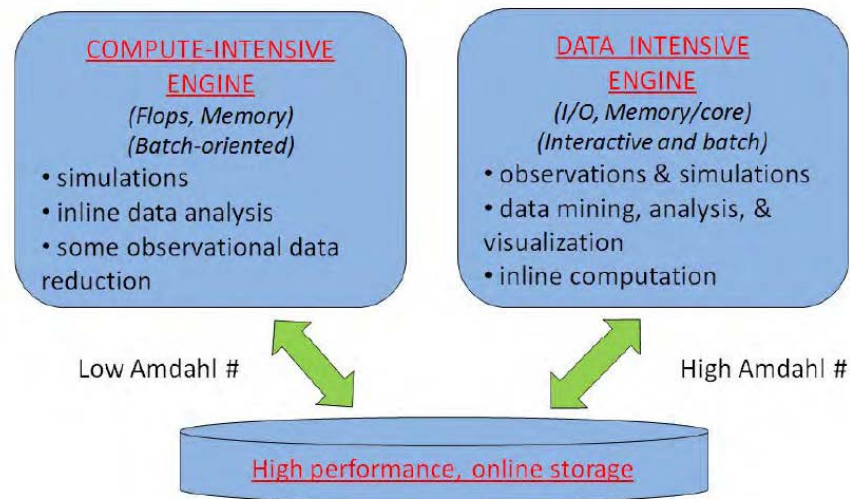 COMPUTE-INTENSIVE
ENGINE
(Flops, Memory)
(Batch-oriented)
• simulations
• inline data analysis
• some observational data
reduction
DATA INTENSIVE
ENGINE
(I/O, Memory/core)
(Interactive and batch)
• observations & simulations
• data mining, analysis, &
visualization
• inline computation
Low Amdahl #
High Amdahl #
High performance, online storage